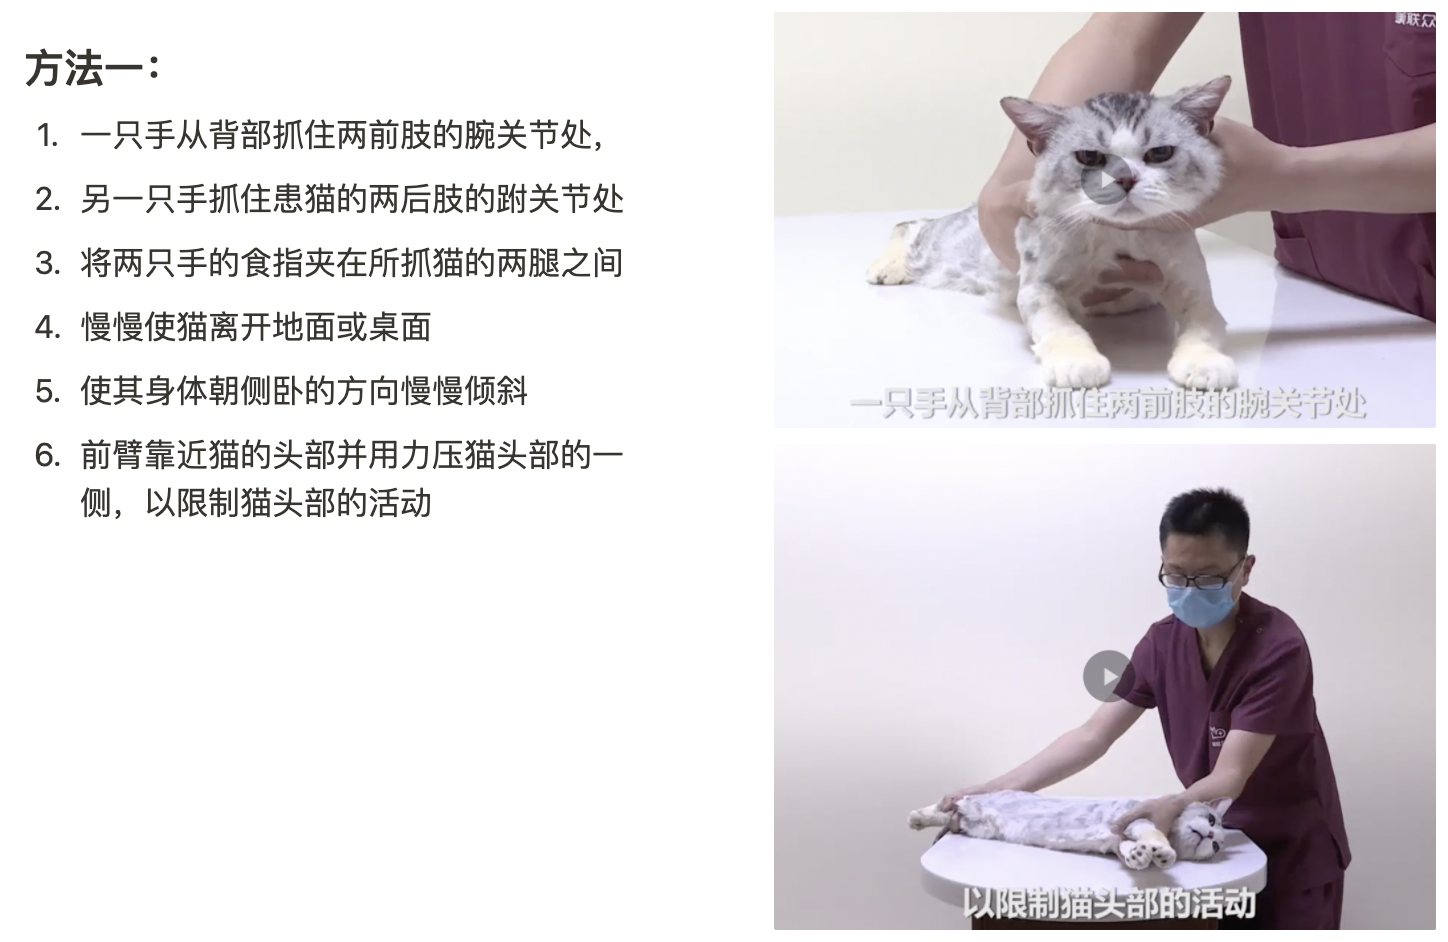 方法一：
1. 一只手从背部抓住两前肢的腕关节处，
2. 另一只手抓住患猫的两后肢的跗关节处
3. 将两只手的食指夹在所抓猫的两腿之间
4. 慢慢使猫离开地面或桌面
5. 使其身体朝侧卧的方向慢慢倾斜
6. 前臂靠近猫的头部并用力压猫头部的一
侧，以限制猫头部的活动
美联众
一只手从背部抓住两前肢的腕关节处
以限制猫头部的活动